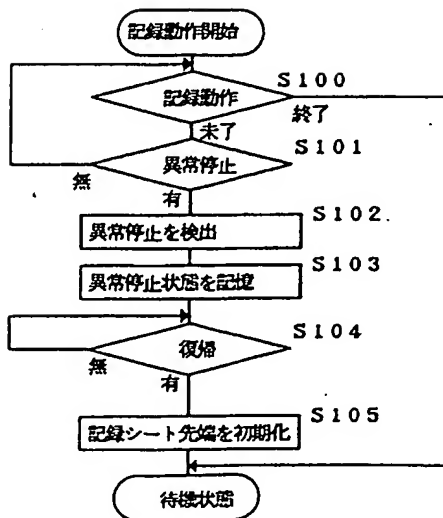 記録動作開始
S100
記録動作
終了
未了
S101
異常停止
無
有
S102
異常停止を検出
S103
異常停止状態を記憶
S104
復帰
無
有
S105
記録シート先端を初期化
待機状態